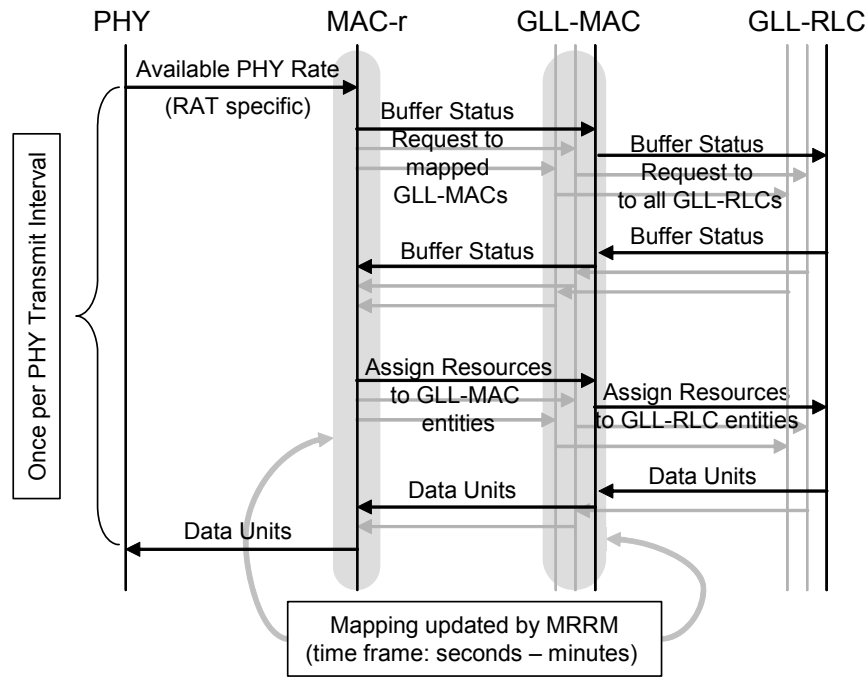 PHY
MAC-r
GLL-MAC
GLL-RLC
Available PHY Rate
(RAT specific)
Buffer Status
Request to
mapped
GLL-MACs
Buffer Status
Request to
to all GLL-RLCs
Buffer Status
Buffer Status
Once per PHY Transmit Interval
Assign Resources
to GLL-MAC
entities
Assign Resources
to GLL-RLC entities
Data Units
Data Units
Data Units
Mapping updated by MRRM
(time frame: seconds – minutes)